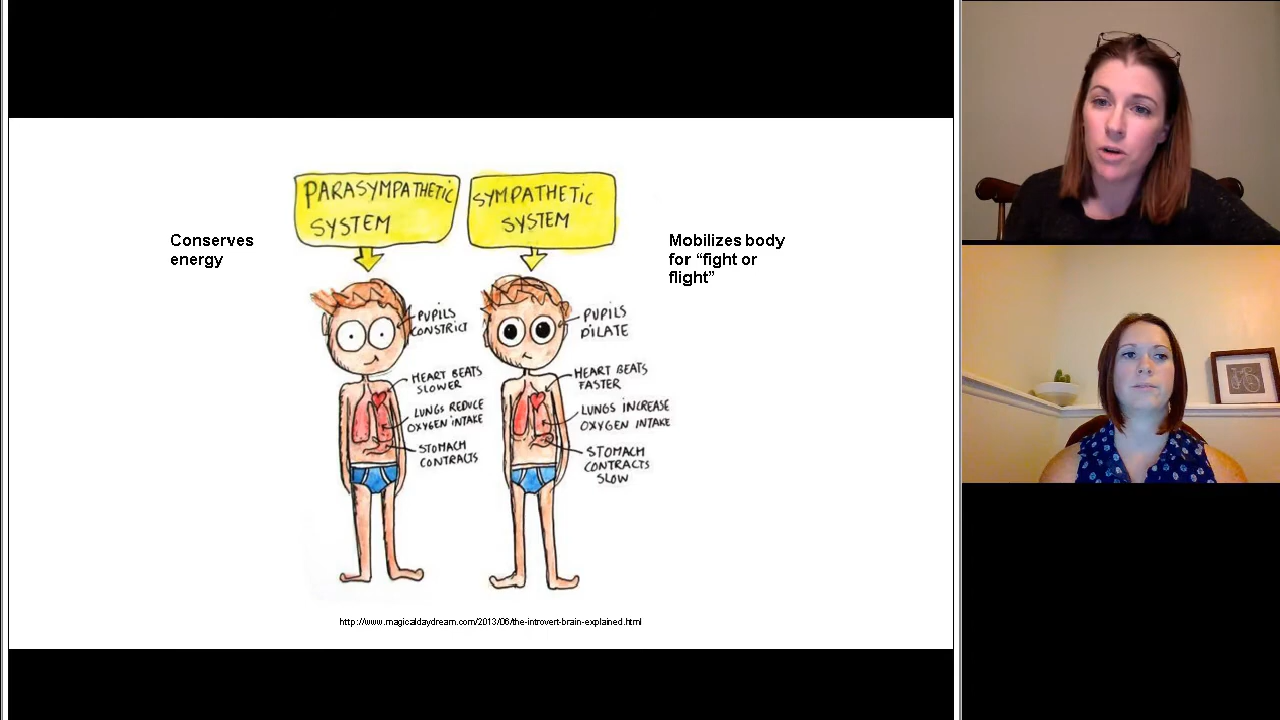 PARASYMPATHETIC
SYSTEM
SYMPATHETIC
SYSTEM
Conserves
energy
Mobilizes body
for “fight or
flight”
PUPILS
CONSTRICT
HEART BEATS
SLOWER
LUNGS REDUCE
OXYGEN INTAKE
STOMACH
CONTRACTS
PUPILS
DILATE
HEART BEATS
FASTER
LUNGS INCREASE
OXYGEN INTAKE
STOMACH
CONTRACTS
SLOW
http://www.magicaldaydream.com/2013/06/the-introvert-brain-explained.html